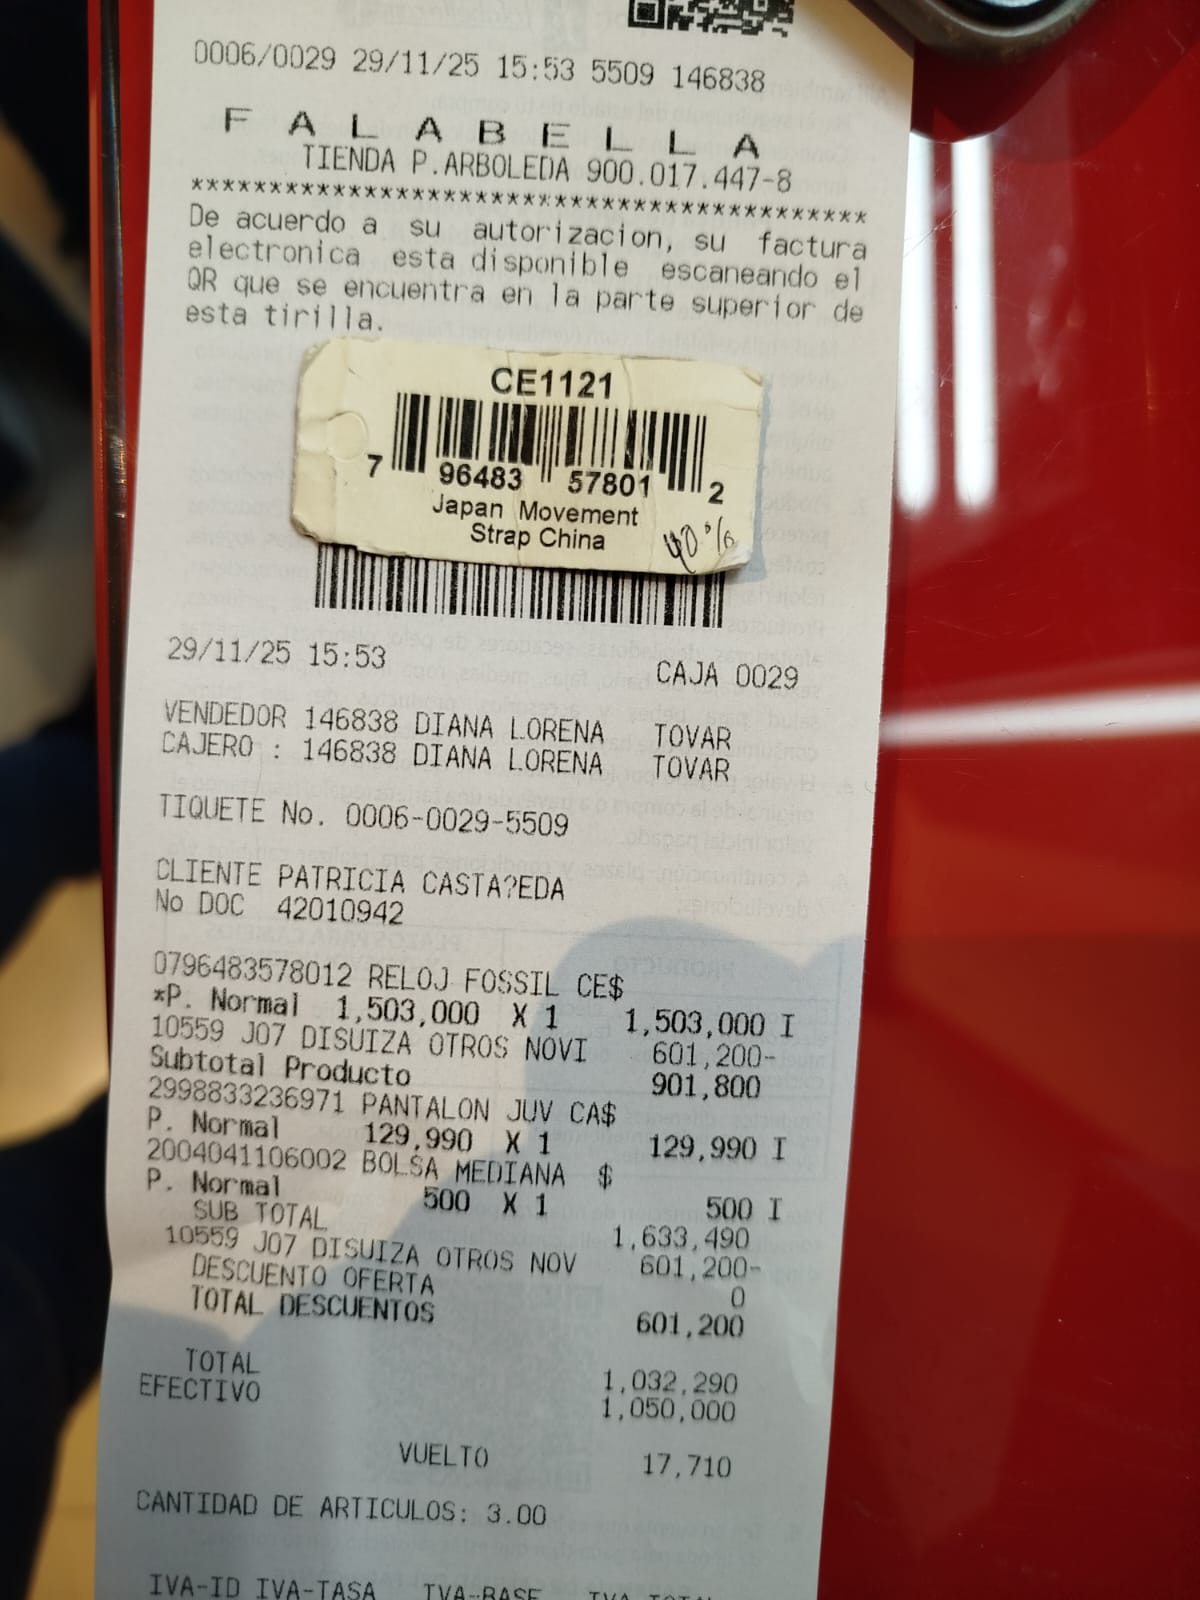 0006/0029 29/11/25 15:53 5509 146838
F A L A B E L L A
TIENDA P.ARBOLEDA 900.017.447-8
*******************************************
De acuerdo a su autorizacion, su factura
electronica esta disponible escaneando el
QR que se encuentra en la parte superior de
esta tirilla.
CE1121
7 96483 57801 2
Japan Movement
Strap China
40%
29/11/25 15:53 CAJA 0029
VENDEDOR 146838 DIANA LORENA TOVAR
CAJERO : 146838 DIANA LORENA TOVAR
TIQUETE No. 0006-0029-5509
CLIENTE PATRICIA CASTA?EDA
No DOC 42010942
0796483578012 RELOJ FOSSIL CE$
*P. Normal 1,503,000 X 1 1,503,000 I
10559 J07 DISUIZA OTROS NOVI 601,200-
Subtotal Producto 901,800
2998833236971 PANTALON JUV CA$
P. Normal 129,990 X 1 129,990 I
2004041106002 BOLSA MEDIANA $
P. Normal 500 X 1 500 I
SUB TOTAL 1,633,490
10559 J07 DISUIZA OTROS NOV 601,200-
DESCUENTO OFERTA 0
TOTAL DESCUENTOS 601,200
TOTAL 1,032,290
EFECTIVO 1,050,000
VUELTO 17,710
CANTIDAD DE ARTICULOS: 3.00
IVA-ID IVA-TASA IVA-BASE IVA-TOTAL